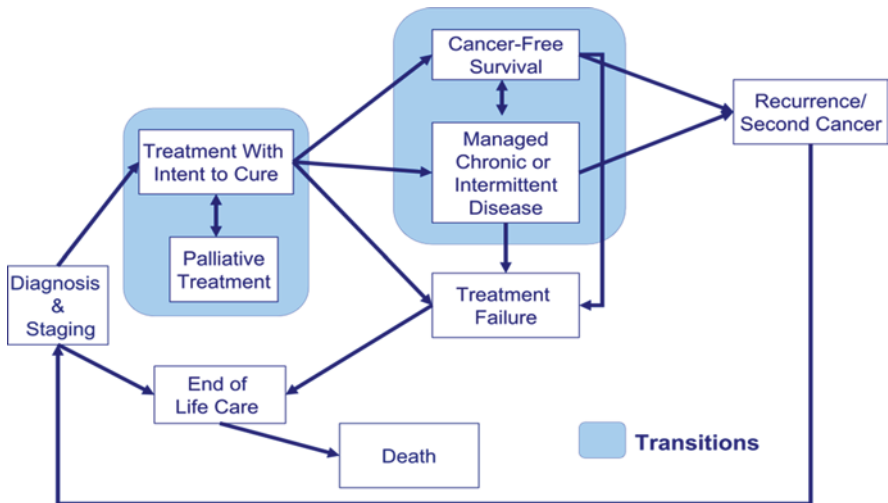 Cancer-Free
Survival
Recurrence/
Second Cancer
Treatment With
Intent to Cure
Managed
Chronic or
Intermittent
Disease
Palliative
Treatment
Diagnosis
&
Staging
Treatment
Failure
End of
Life Care
Death
Transitions